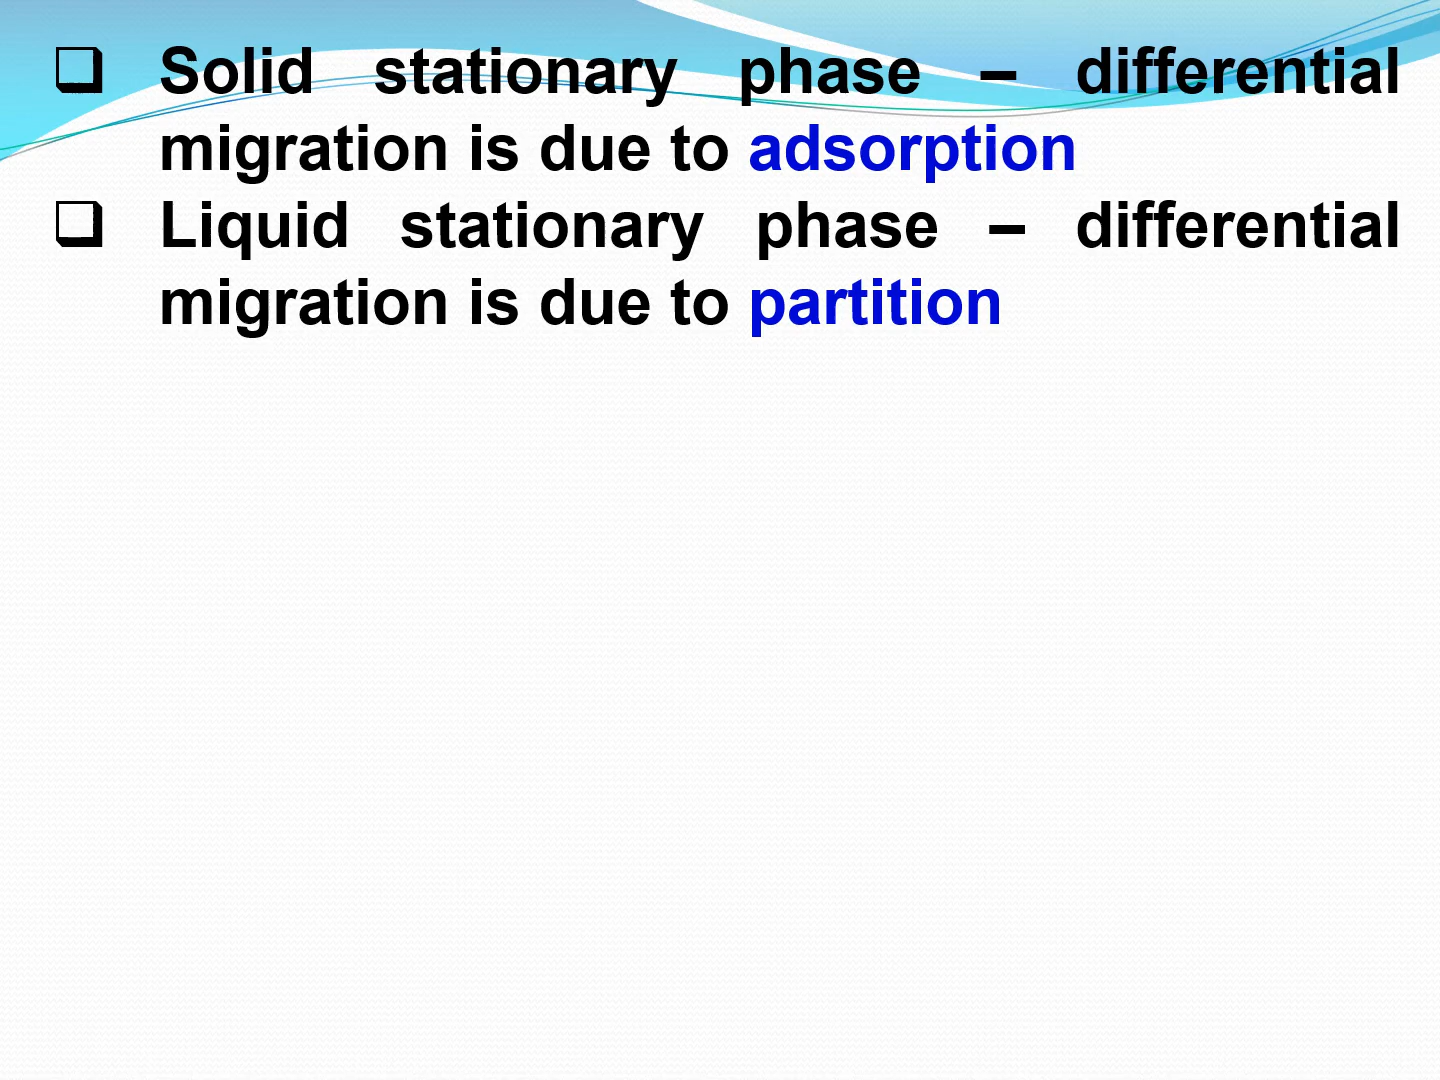 ❑ Solid stationary phase – differential
migration is due to adsorption
❑ Liquid stationary phase – differential
migration is due to partition